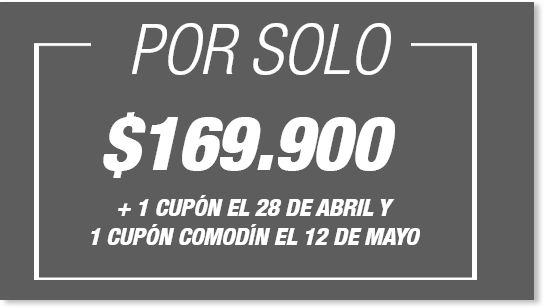 POR SOLO
$169.900
+ 1 CUPÓN EL 28 DE ABRIL Y
1 CUPÓN COMODÍN EL 12 DE MAYO